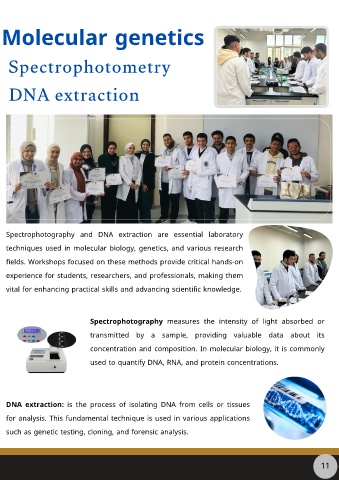 Molecular genetics
Spectrophotometry
DNA extraction
Spectrophotography and DNA extraction are essential laboratory
techniques used in molecular biology, genetics, and various research
fields. Workshops focused on these methods provide critical hands-on
experience for students, researchers, and professionals, making them
vital for enhancing practical skills and advancing scientific knowledge.
Spectrophotography measures the intensity of light absorbed or
transmitted by a sample, providing valuable data about its
concentration and composition. In molecular biology, it is commonly
used to quantify DNA, RNA, and protein concentrations.
DNA extraction: is the process of isolating DNA from cells or tissues
for analysis. This fundamental technique is used in various applications
such as genetic testing, cloning, and forensic analysis.
11